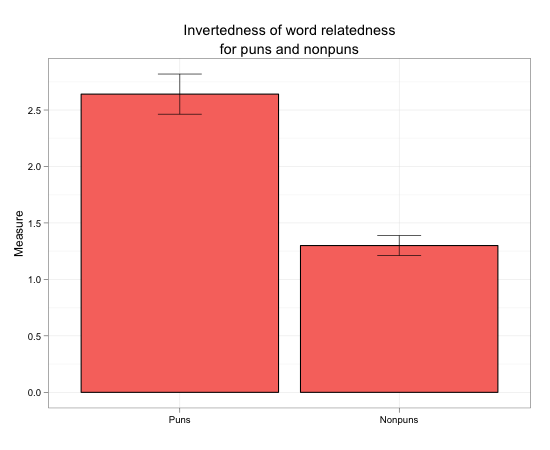 Invertedness of word relatedness
for puns and nonpuns
Measure
2.5
2.0
1.5
1.0
0.5
0.0
Puns
Nonpuns